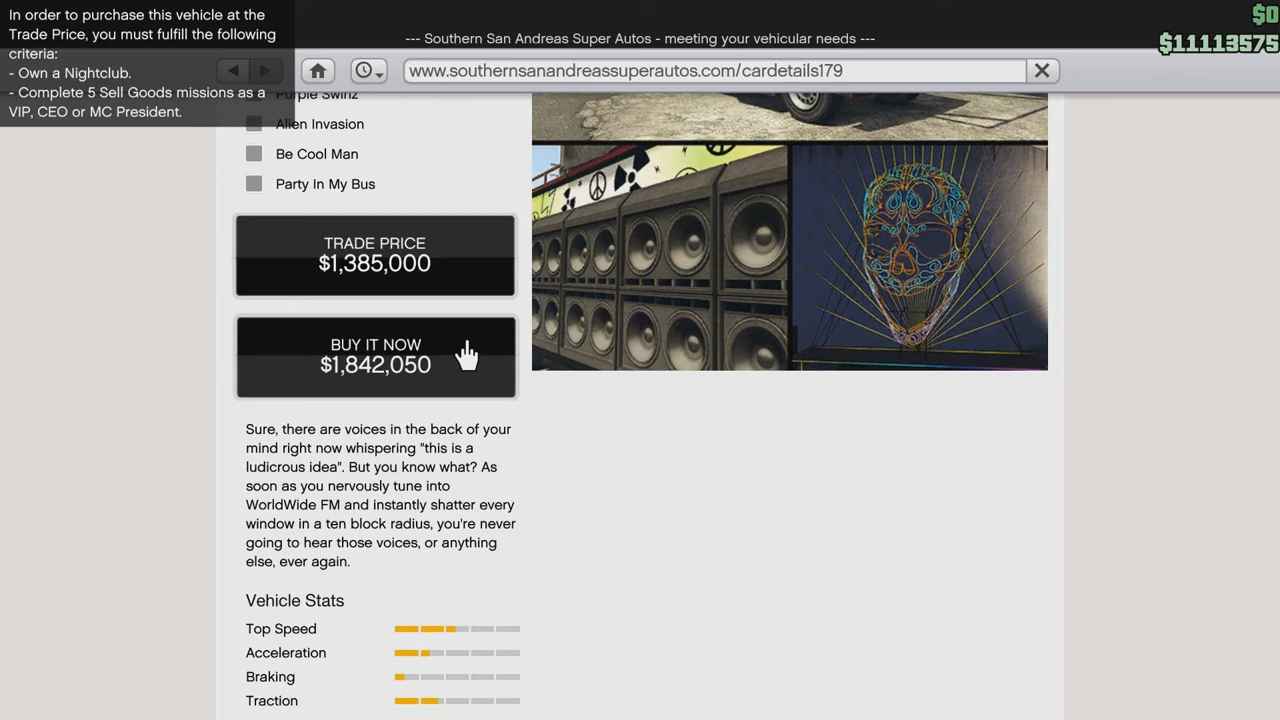 In order to purchase this vehicle at the
Trade Price, you must fulfill the following
criteria:
- Own a Nightclub.
- Complete 5 Sell Goods missions as a
VIP, CEO or MC President.
$0
$11113575
--- Southern San Andreas Super Autos - meeting your vehicular needs ---
www.southernsanandreassuperautos.com/cardetails179
Purple Swirlz
Alien Invasion
Be Cool Man
Party In My Bus
TRADE PRICE
$1,385,000
BUY IT NOW
$1,842,050
Sure, there are voices in the back of your
mind right now whispering "this is a
ludicrous idea". But you know what? As
soon as you nervously tune into
WorldWide FM and instantly shatter every
window in a ten block radius, you're never
going to hear those voices, or anything
else, ever again.
Vehicle Stats
Top Speed
Acceleration
Braking
Traction